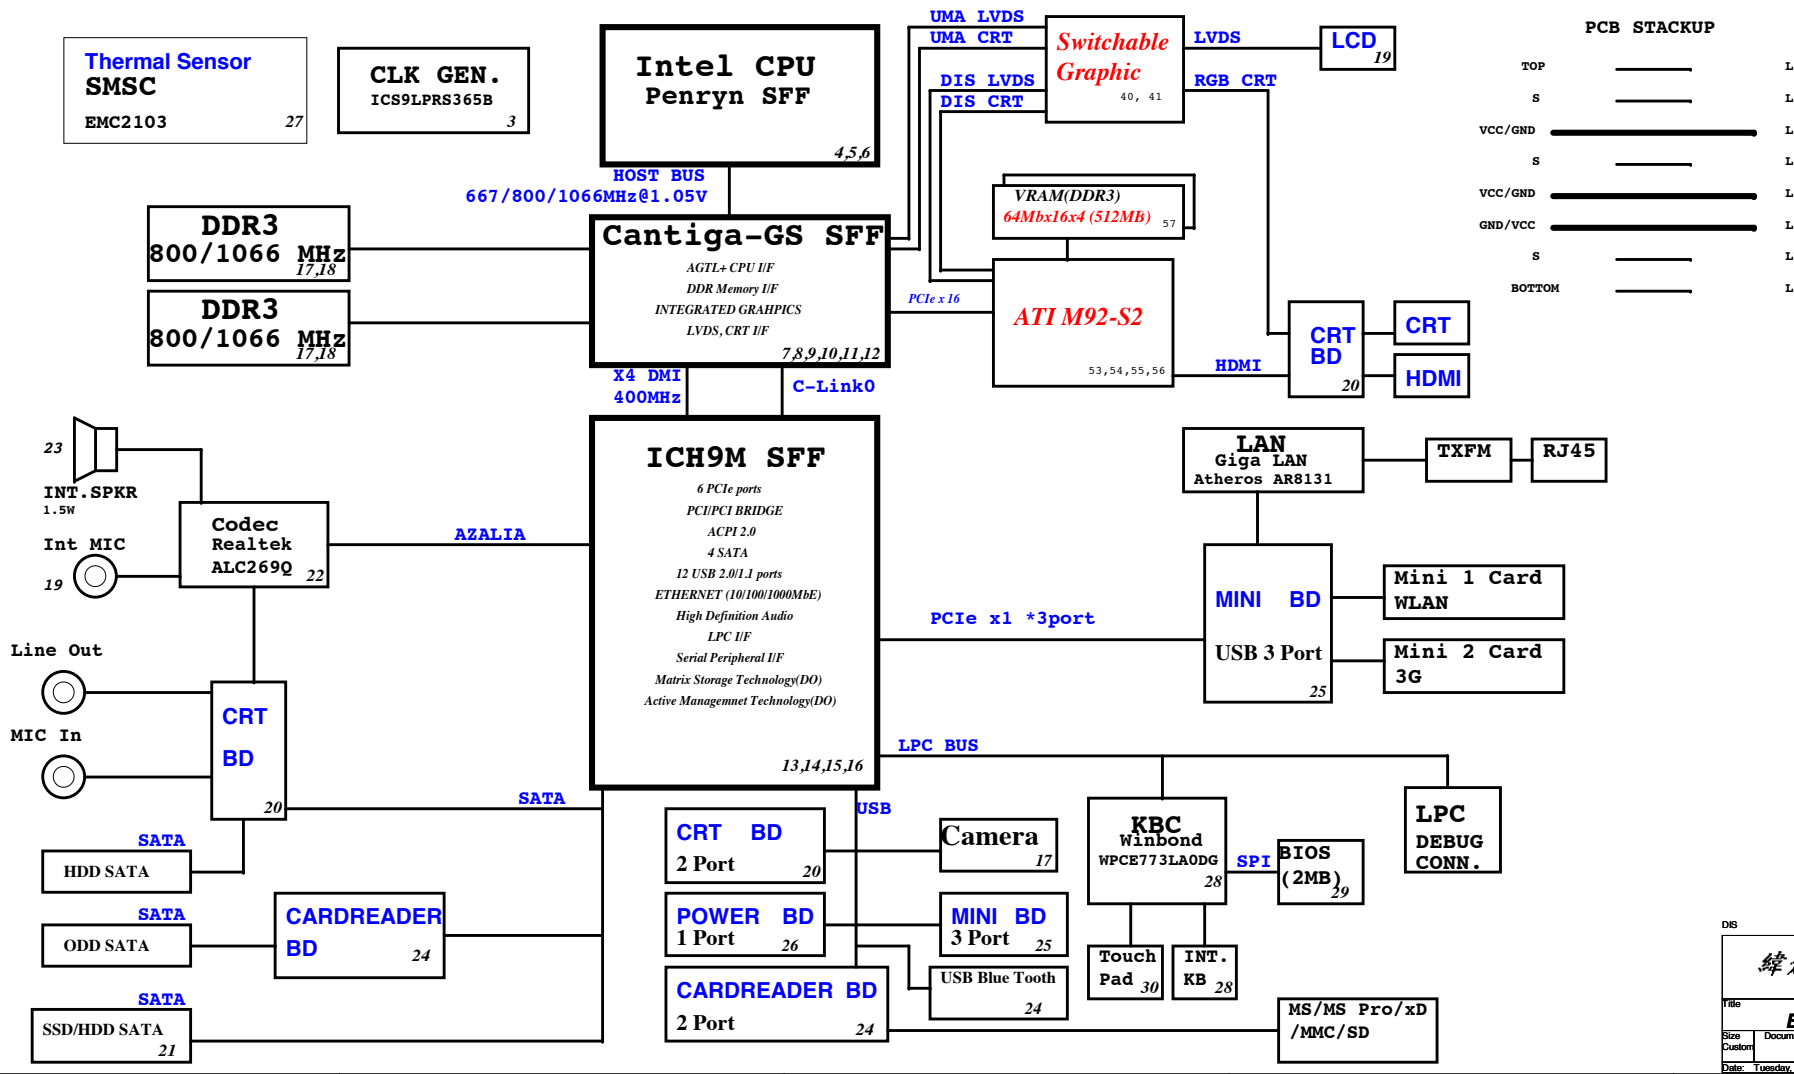 Thermal Sensor
SMSC
EMC2103
27
CLK GEN.
ICS9LPRS365B
3
Intel CPU
Penryn SFF
4,5,6
HOST BUS
667/800/1066MHz@1.05V
UMA LVDS
UMA CRT
DIS LVDS
DIS CRT
Switchable
Graphic
40, 41
LVDS
RGB CRT
LCD
19
PCB STACKUP
TOP
L
S
L
VCC/GND
L
S
L
VCC/GND
L
GND/VCC
L
S
L
BOTTOM
L
DDR3
800/1066 MHz
17,18
DDR3
800/1066 MHz
17,18
Cantiga-GS SFF
AGTL+ CPU I/F
DDR Memory I/F
INTEGRATED GRAHPICS
LVDS, CRT I/F
7,8,9,10,11,12
VRAM(DDR3)
64Mbx16x4 (512MB)
57
PCIe x 16
ATI M92-S2
53,54,55,56
HDMI
CRT
BD
20
CRT
HDMI
X4 DMI
400MHz
C-Link0
ICH9M SFF
6 PCIe ports
PCI/PCI BRIDGE
ACPI 2.0
4 SATA
12 USB 2.0/1.1 ports
ETHERNET (10/100/1000MbE)
High Definition Audio
LPC I/F
Serial Peripheral I/F
Matrix Storage Technology(DO)
Active Managemnet Technology(DO)
13,14,15,16
23
INT.SPKR
1.5W
Int MIC
19
Codec
Realtek
ALC269Q
22
AZALIA
Line Out
MIC In
CRT
BD
20
SATA
SATA
HDD SATA
SATA
ODD SATA
CARDREADER
BD
24
SATA
SSD/HDD SATA
21
LAN
Giga LAN
Atheros AR8131
TXFM
RJ45
PCIe x1 *3port
MINI BD
USB 3 Port
25
Mini 1 Card
WLAN
Mini 2 Card
3G
LPC BUS
USB
CRT BD
2 Port
20
Camera
17
POWER BD
1 Port
26
MINI BD
3 Port
25
CARDREADER BD
2 Port
24
USB Blue Tooth
24
KBC
Winbond
WPCE773LA0DG
28
SPI
BIOS
(2MB)
29
LPC
DEBUG
CONN.
Touch
Pad
30
INT.
KB
28
MS/MS Pro/xD
/MMC/SD
DIS
緯
Title
Size
Custom
Docum
Date: Tuesday,